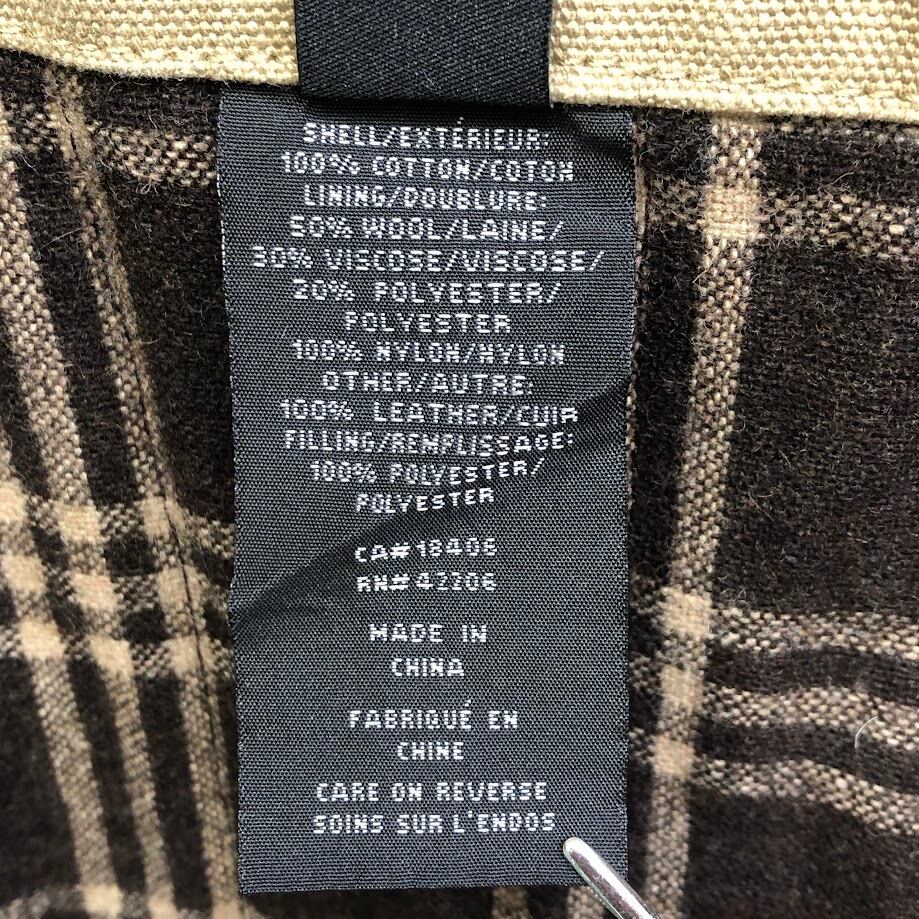 SHELL/EXTÉRIEUR:
100% COTTON/COTON
LINING/DOUBLURE:
50% WOOL/LAINE/
30% VISCOSE/VISCOSE/
20% POLYESTER/
POLYESTER
100% NYLON/NYLON
OTHER/AUTRE:
100% LEATHER/CUIR
FILLING/REMPLISSAGE:
100% POLYESTER/
POLYESTER
CA# 18406
RN# 42206
MADE IN
CHINA
FABRIQUÉ EN
CHINE
CARE ON REVERSE
SOINS SUR L'ENDOS